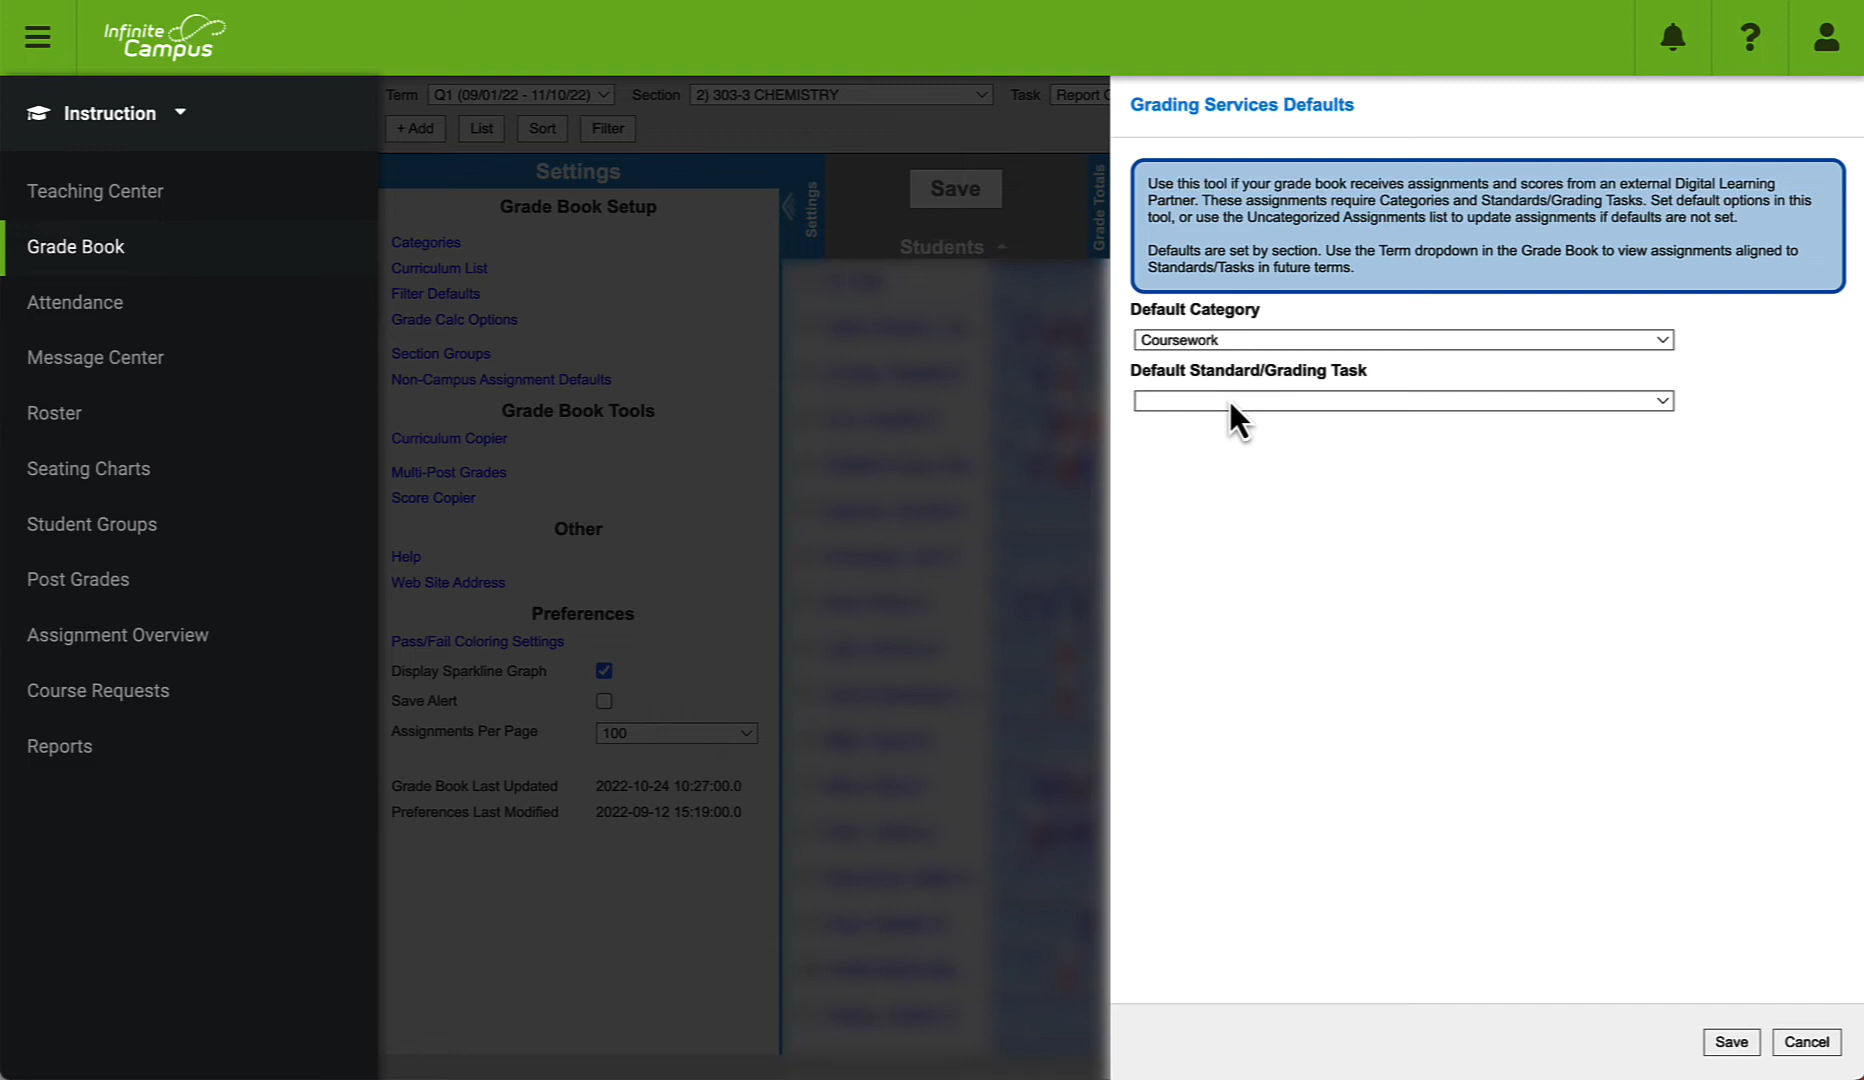 Infinite Campus
Instruction
Teaching Center
Grade Book
Attendance
Message Center
Roster
Seating Charts
Student Groups
Post Grades
Assignment Overview
Course Requests
Reports
Term Q1 (09/01/22 - 11/10/22) Section 2) 303-3 CHEMISTRY Task Report
+ Add List Sort Filter
Settings
Grade Book Setup
Categories
Curriculum List
Filter Defaults
Grade Calc Options
Section Groups
Non-Campus Assignment Defaults
Grade Book Tools
Curriculum Copier
Multi-Post Grades
Score Copier
Other
Help
Web Site Address
Preferences
Pass/Fail Coloring Settings
Display Sparkline Graph
Save Alert
Assignments Per Page 100
Grade Book Last Updated 2022-10-24 10:27:00.0
Preferences Last Modified 2022-09-12 15:19:00.0
Settings
Save
Students
Grade Totals
Grading Services Defaults
Use this tool if your grade book receives assignments and scores from an external Digital Learning
Partner. These assignments require Categories and Standards/Grading Tasks. Set default options in this
tool, or use the Uncategorized Assignments list to update assignments if defaults are not set.
Defaults are set by section. Use the Term dropdown in the Grade Book to view assignments aligned to
Standards/Tasks in future terms.
Default Category
Coursework
Default Standard/Grading Task
Save Cancel